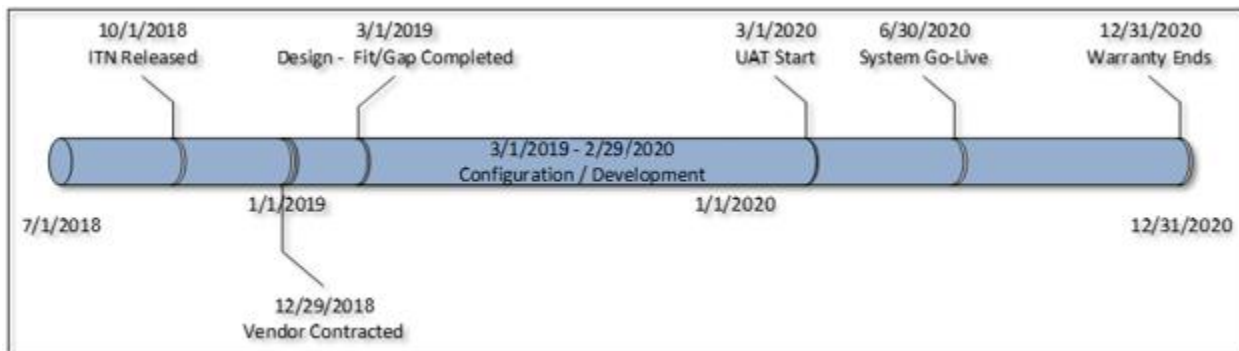 10/1/2018
ITN Released
3/1/2019
Design - Fit/Gap Completed
3/1/2020
UAT Start
6/30/2020
System Go-Live
12/31/2020
Warranty Ends
3/1/2019 - 2/29/2020
Configuration / Development
7/1/2018
1/1/2019
1/1/2020
12/31/2020
12/29/2018
Vendor Contracted